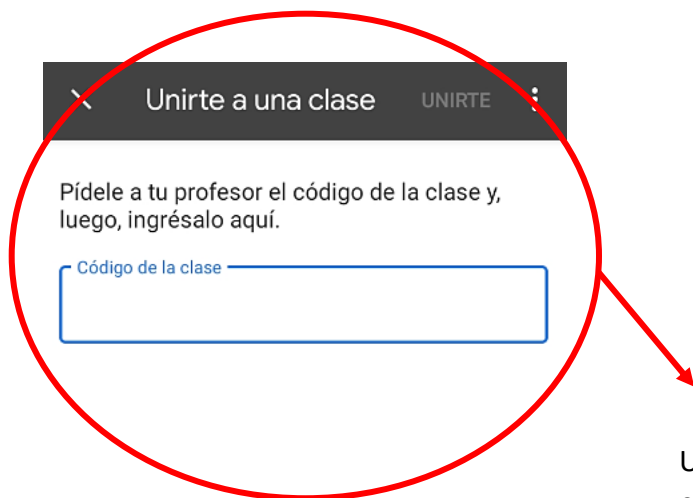 Unirte a una clase UNIRTE
Pídele a tu profesor el código de la clase y,
luego, ingrésalo aquí.
Código de la clase
U